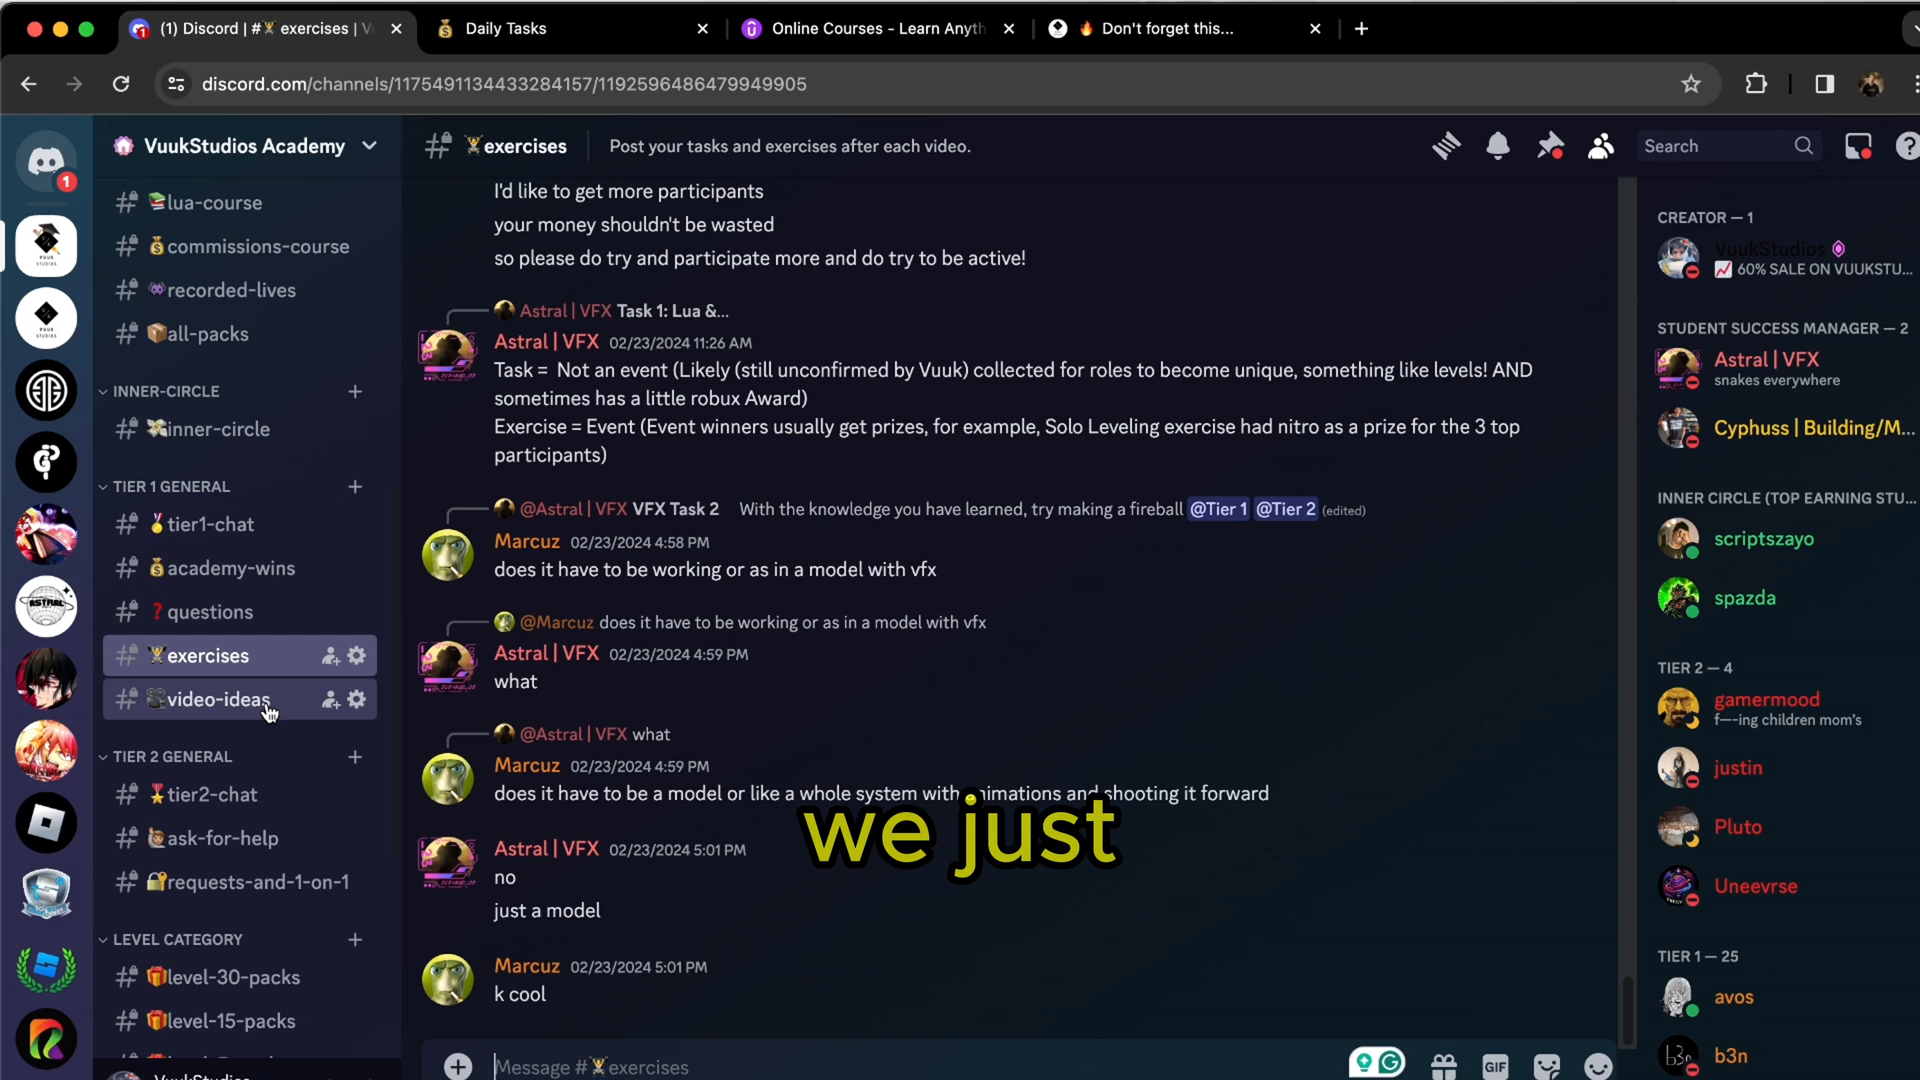 (1) Discord | # exercises | V
Daily Tasks
Online Courses - Learn Anyth
Don't forget this...
discord.com/channels/1175491134433284157/1192596486479949905
VuukStudios Academy
exercises
Post your tasks and exercises after each video.
Search
1
lua-course
commissions-course
recorded-lives
all-packs
INNER-CIRCLE
inner-circle
TIER 1 GENERAL
tier1-chat
academy-wins
questions
exercises
video-ideas
TIER 2 GENERAL
tier2-chat
ask-for-help
requests-and-1-on-1
LEVEL CATEGORY
level-30-packs
level-15-packs
VuukStudios
I'd like to get more participants
your money shouldn't be wasted
so please do try and participate more and do try to be active!
Astral | VFX Task 1: Lua &...
Astral | VFX 02/23/2024 11:26 AM
Task = Not an event (Likely (still unconfirmed by Vuuk) collected for roles to become unique, something like levels! AND
sometimes has a little robux Award)
Exercise = Event (Event winners usually get prizes, for example, Solo Leveling exercise had nitro as a prize for the 3 top
participants)
@Astral | VFX VFX Task 2 With the knowledge you have learned, try making a fireball @Tier 1 @Tier 2 (edited)
Marcuz 02/23/2024 4:58 PM
does it have to be working or as in a model with vfx
@Marcuz does it have to be working or as in a model with vfx
Astral | VFX 02/23/2024 4:59 PM
what
@Astral | VFX what
Marcuz 02/23/2024 4:59 PM
does it have to be a model or like a whole system with animations and shooting it forward
we just
Astral | VFX 02/23/2024 5:01 PM
no
just a model
Marcuz 02/23/2024 5:01 PM
k cool
Message # exercises
GIF
CREATOR — 1
VuukStudios
60% SALE ON VUUKSTU...
STUDENT SUCCESS MANAGER — 2
Astral | VFX
snakes everywhere
Cyphuss | Building/M...
INNER CIRCLE (TOP EARNING STU...
scriptszayo
spazda
TIER 2 — 4
gamermood
f—-ing children mom's
justin
Pluto
Uneevrse
TIER 1 — 25
avos
b3n